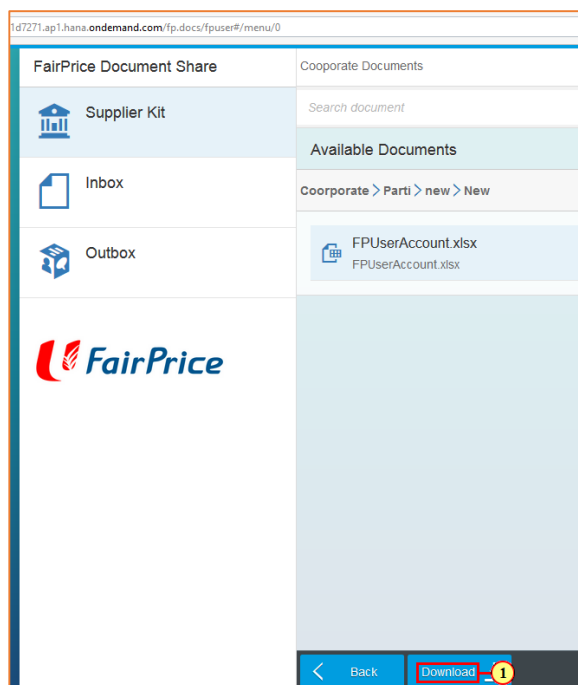 1d7271.ap1.hana.ondemand.com/fp.docs/fpuser#/menu/0
FairPrice Document Share
Supplier Kit
Inbox
Outbox
FairPrice
Cooporate Documents
Search document
Available Documents
Coorporate > Parti > new > New
FPUserAccount.xlsx
FPUserAccount.xlsx
Back
Download
1